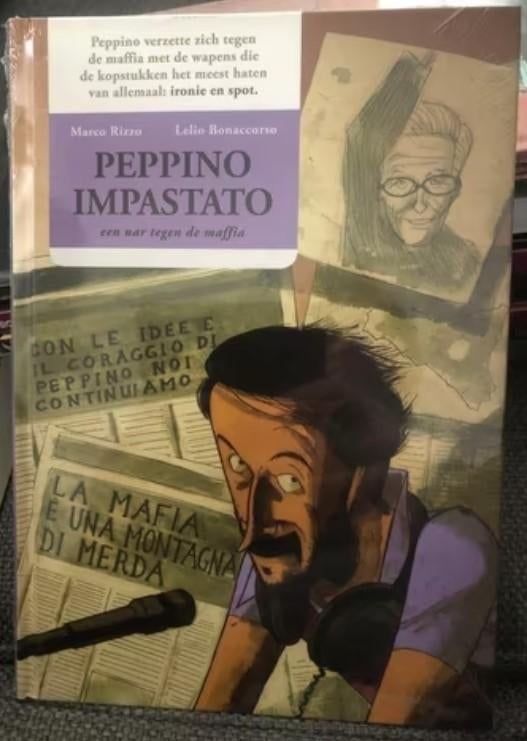 Peppino verzette zich tegen
de maffia met de wapens die
de kopstukken het meest haten
van allemaal: ironie en spot.
Marco Rizzo Lelio Bonaccorso
PEPPINO
IMPASTATO
een nar tegen de maffia
CON LE IDEE E
IL CORAGGIO DI
PEPPINO NOI
CONTINUIAMO
LA MAFIA
È UNA MONTAGNA
DI MERDA